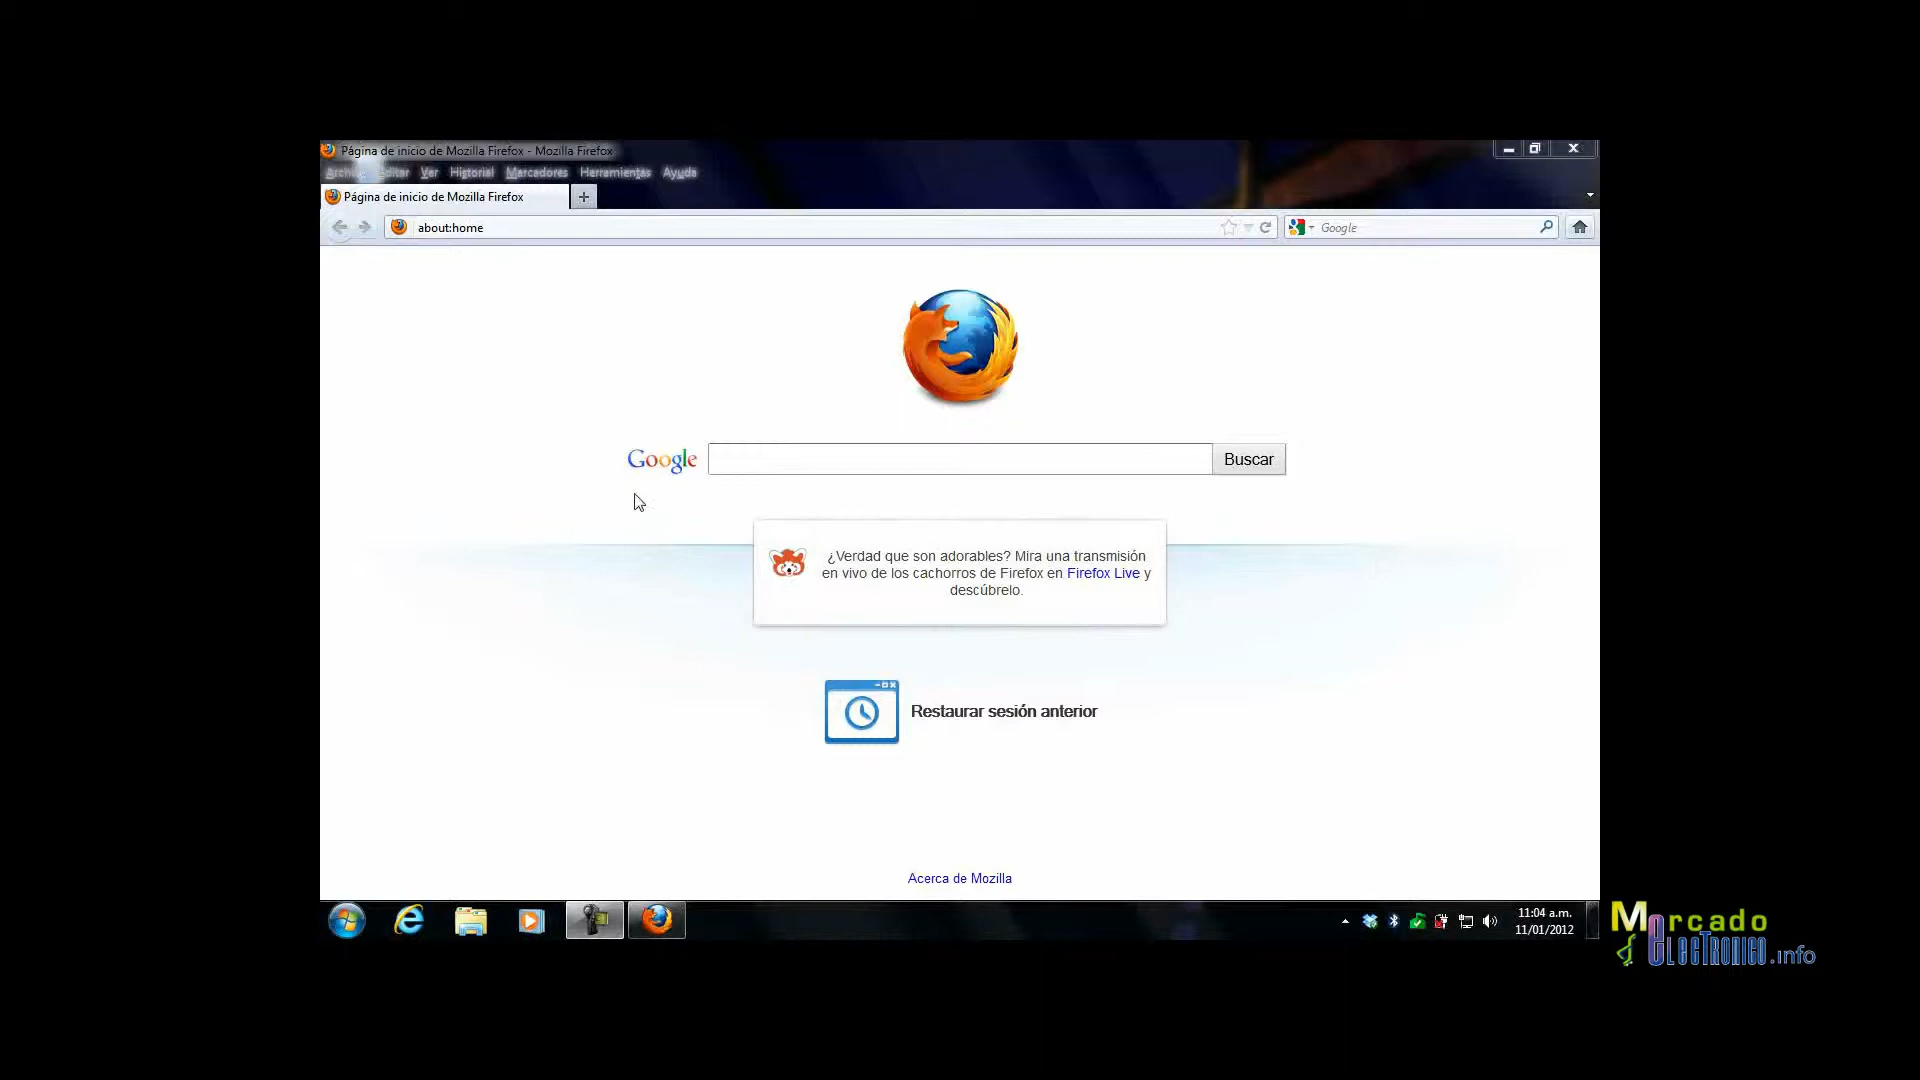 Página de inicio de Mozilla Firefox - Mozilla Firefox
Archivo Editar Ver Historial Marcadores Herramientas Ayuda
Página de inicio de Mozilla Firefox
about:home
Google
Google
Buscar
¿Verdad que son adorables? Mira una transmisión
en vivo de los cachorros de Firefox en Firefox Live y
descúbrelo.
Restaurar sesión anterior
Acerca de Mozilla
11:04 a.m.
11/01/2012
Mercado
electronico.info